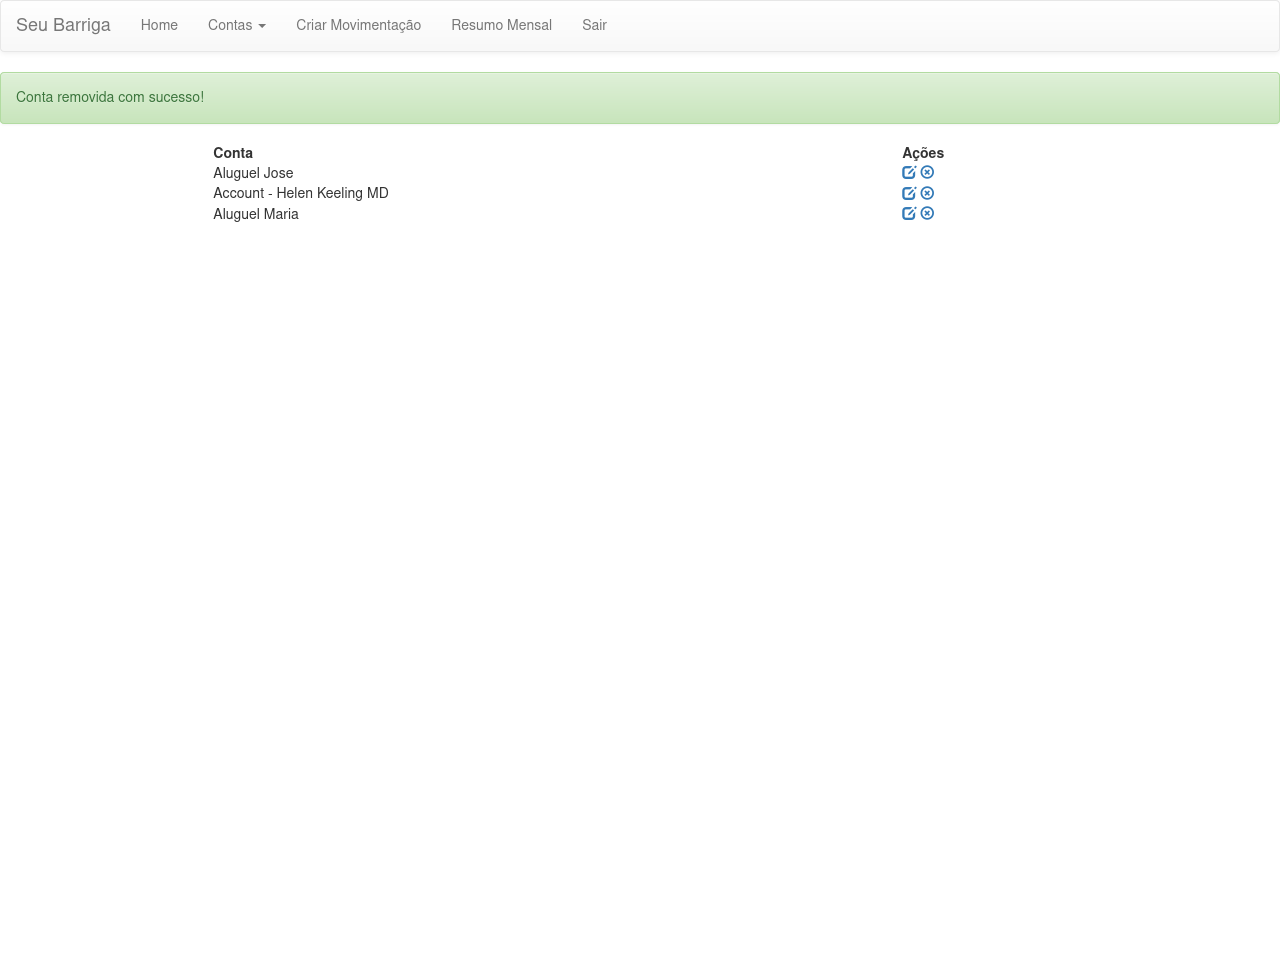 Seu Barriga Home Contas Criar Movimentação Resumo Mensal Sair
Conta removida com sucesso!
Conta Ações
Aluguel Jose
Account - Helen Keeling MD
Aluguel Maria